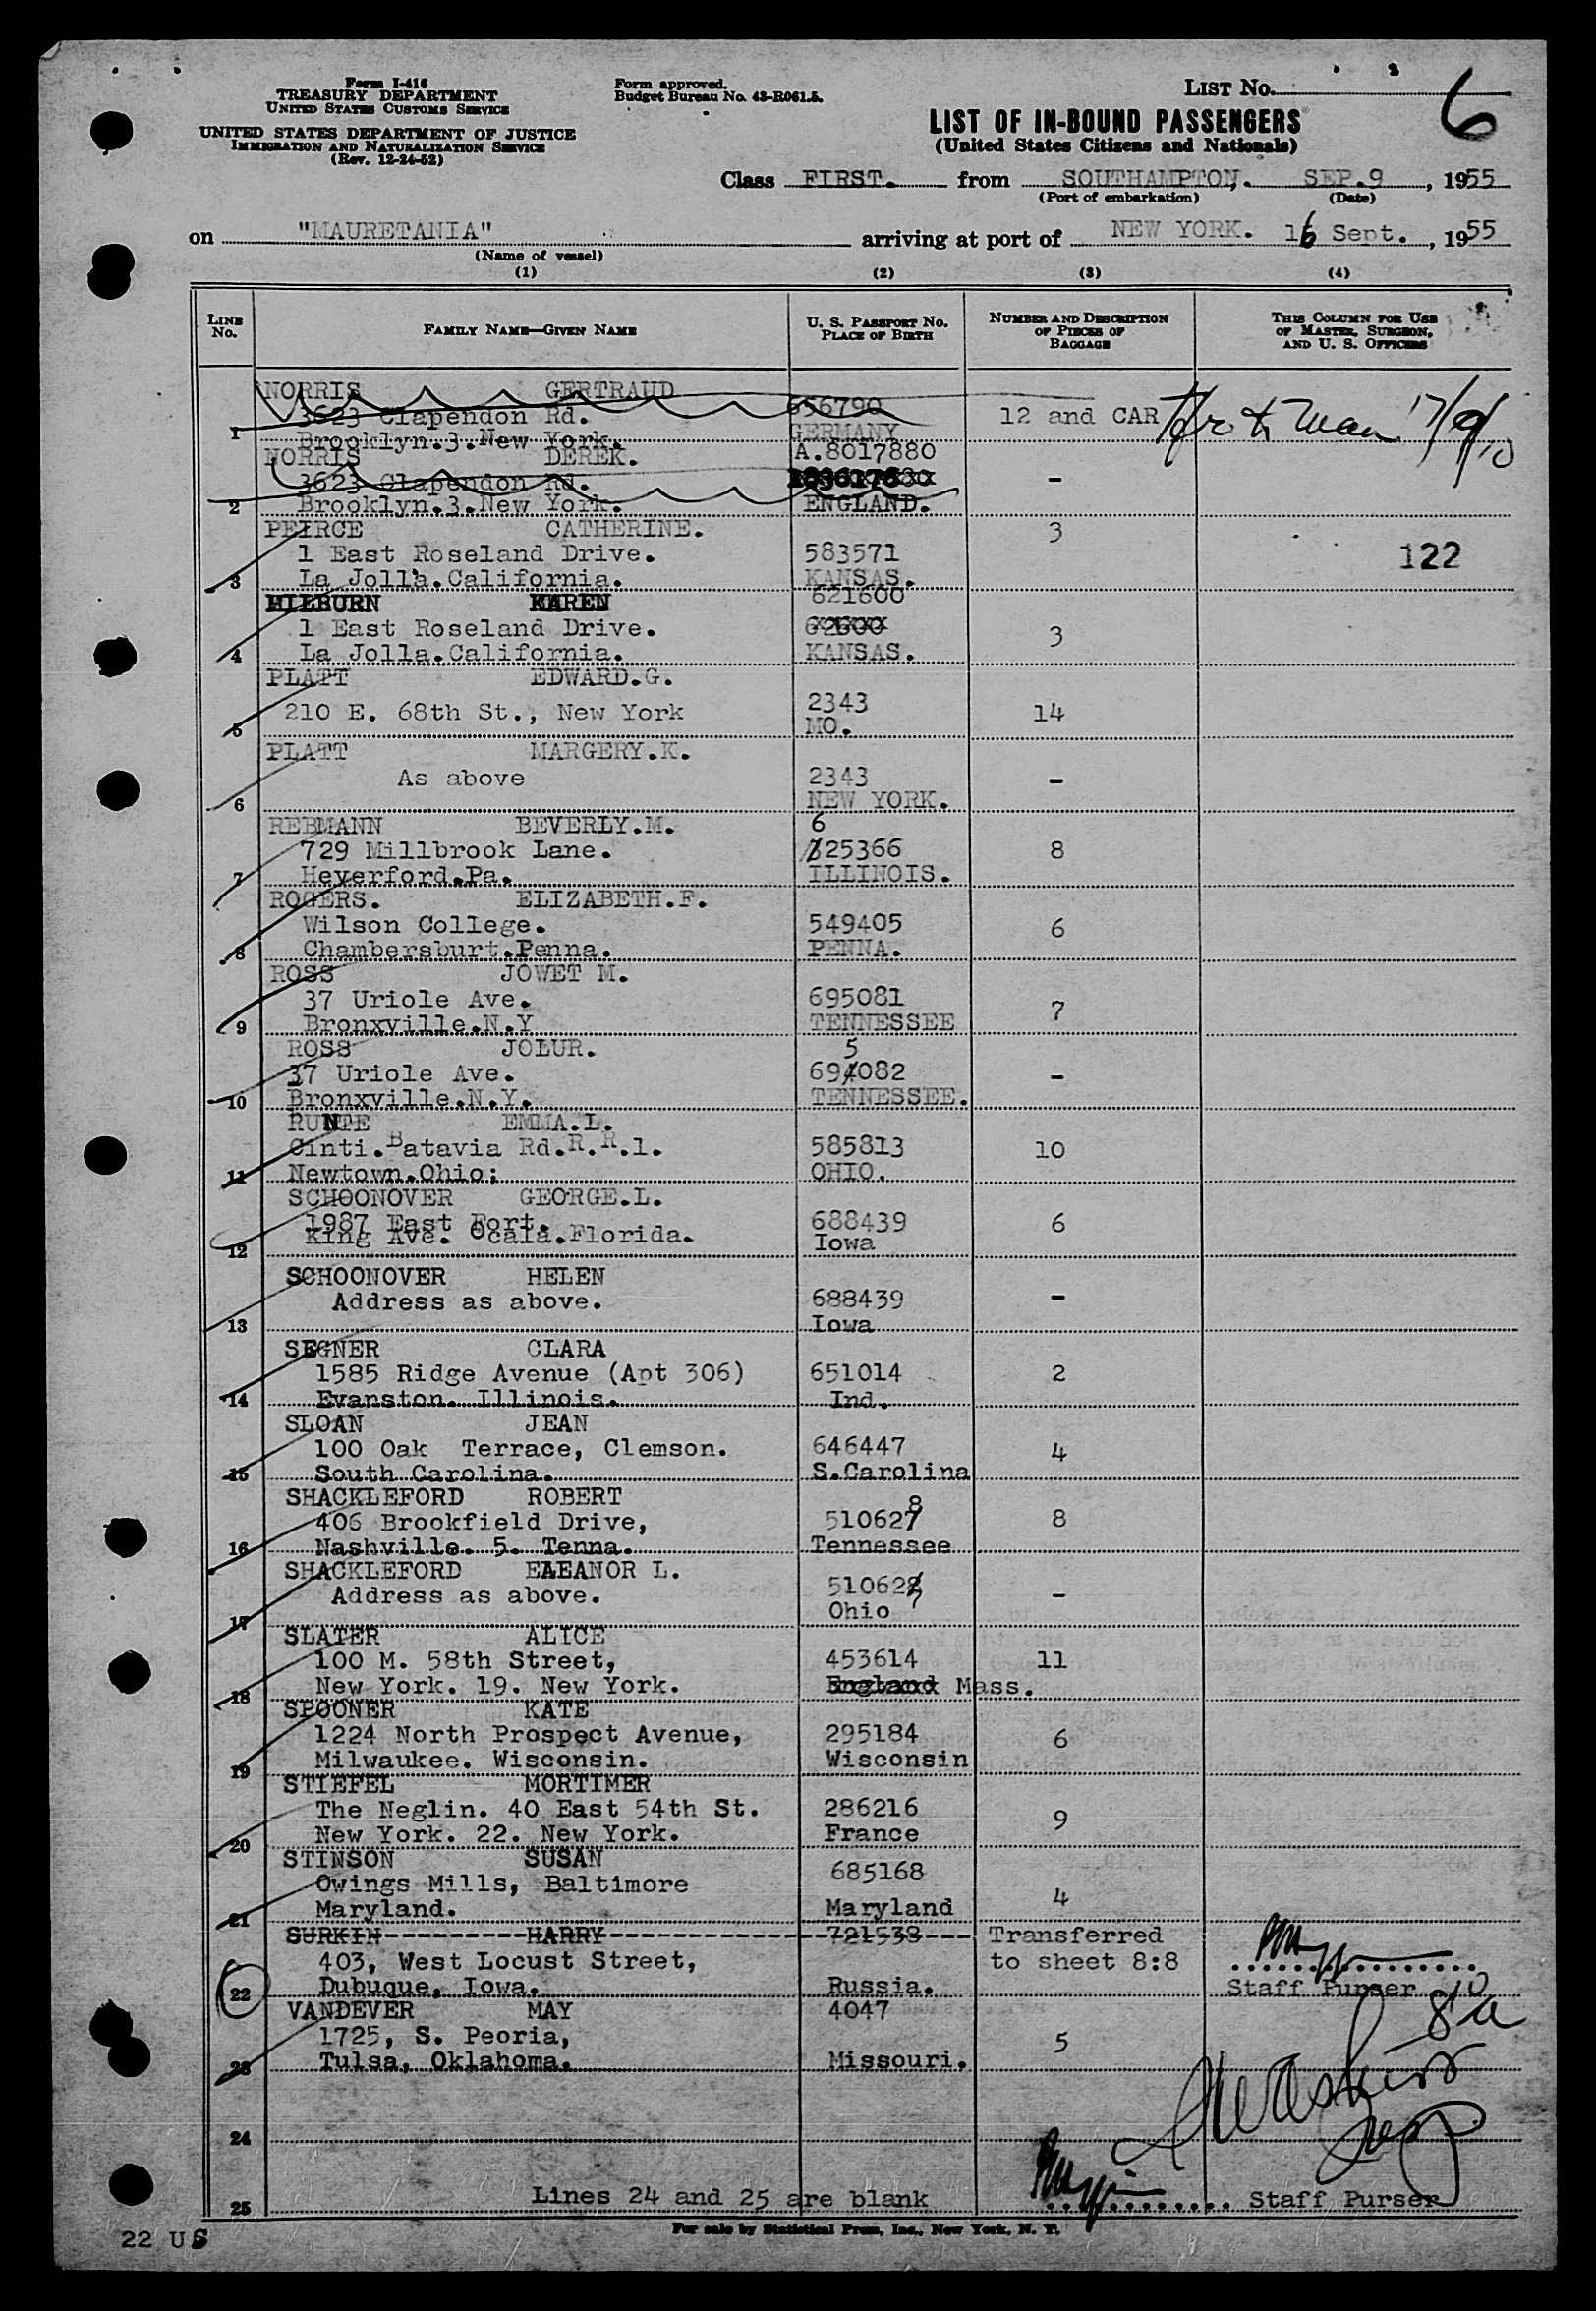 Form I-416
TREASURY DEPARTMENT
UNITED STATES CUSTOMS SERVICE
UNITED STATES DEPARTMENT OF JUSTICE
IMMIGRATION AND NATURALIZATION SERVICE
(Rev. 12-24-52)
Form approved.
Budget Bureau No. 43-R061.5.
LIST No.
6
LIST OF IN-BOUND PASSENGERS
(United States Citizens and Nationals)
Class FIRST. from SOUTHAMPTON, SEP.9, 1955
(Port of embarkation) (Date)
on "MAURETANIA" arriving at port of NEW YORK. 16 Sept., 1955
(Name of vessel)
(1) (2) (3) (4)
LINE No. FAMILY NAME—GIVEN NAME U. S. PASSPORT NO. PLACE OF BIRTH NUMBER AND DESCRIPTION OF PIECES OF BAGGAGE THIS COLUMN FOR USE OF MASTER, SURGEON, AND U. S. OFFICERS
NORRIS GERTRAUD
3623 Clapendon Rd. 656790 12 and CAR
1 Brooklyn.3.New York. GERMANY
NORRIS DEREK. A.8017880
3623 Clapendon Rd. -
2 Brooklyn.3.New York. ENGLAND.
PEIRCE CATHERINE. 3
1 East Roseland Drive. 583571 122
3 La Jolla.California. KANSAS.
MILBURN KAREN 621600
1 East Roseland Drive. 62600 3
4 La Jolla.California. KANSAS.
PLATT EDWARD.G.
210 E. 68th St., New York 2343 14
5 MO.
PLATT MARGERY.K.
As above 2343 -
6 NEW YORK.
REBMANN BEVERLY.M. 6
729 Millbrook Lane. 325366 8
7 Heverford.Pa. ILLINOIS.
ROGERS. ELIZABETH.F.
Wilson College. 549405 6
8 Chambersburt.Penna. PENNA.
ROSS JOWET M.
37 Uriole Ave. 695081 7
9 Bronxville.N.Y TENNESSEE
ROSS JOLUR. 5
37 Uriole Ave. 694082 -
10 Bronxville.N.Y. TENNESSEE.
RUNTE EMMA.L.
Cinti.Batavia Rd.R.R.1. 585813 10
11 Newtown.Ohio; OHIO.
SCHOONOVER GEORGE.L.
1987 East Fort. 688439 6
12 King Ave. Ocala.Florida. Iowa
SCHOONOVER HELEN
Address as above. 688439 -
13 Iowa
SEGNER CLARA
1585 Ridge Avenue (Apt 306) 651014 2
14 Evanston. Illinois. Ind.
SLOAN JEAN
100 Oak Terrace, Clemson. 646447 4
15 South Carolina. S.Carolina
SHACKLEFORD ROBERT 8
406 Brookfield Drive, 510627 8
16 Nashville. 5. Tenna. Tennessee
SHACKLEFORD EAEANOR L.
Address as above. 510628 7 -
17 Ohio
SLATER ALICE
100 M. 58th Street, 453614 11
18 New York. 19. New York. England Mass.
SPOONER KATE
1224 North Prospect Avenue, 295184 6
19 Milwaukee. Wisconsin. Wisconsin
STIEFEL MORTIMER
The Neglin. 40 East 54th St. 286216 9
20 New York. 22. New York. France
STINSON SUSAN
Owings Mills, Baltimore 685168 4
21 Maryland. Maryland
SURKIN----------HARRY--------------721538--- Transferred
403, West Locust Street, to sheet 8:8
22 Dubuque, Iowa. Russia. Staff Purser
VANDEVER MAY 4047
1725, S. Peoria, 5
23 Tulsa, Oklahoma. Missouri.
24
25 Lines 24 and 25 are blank Staff Purser
22 US
For sale by Statistical Press, Inc., New York, N. Y.